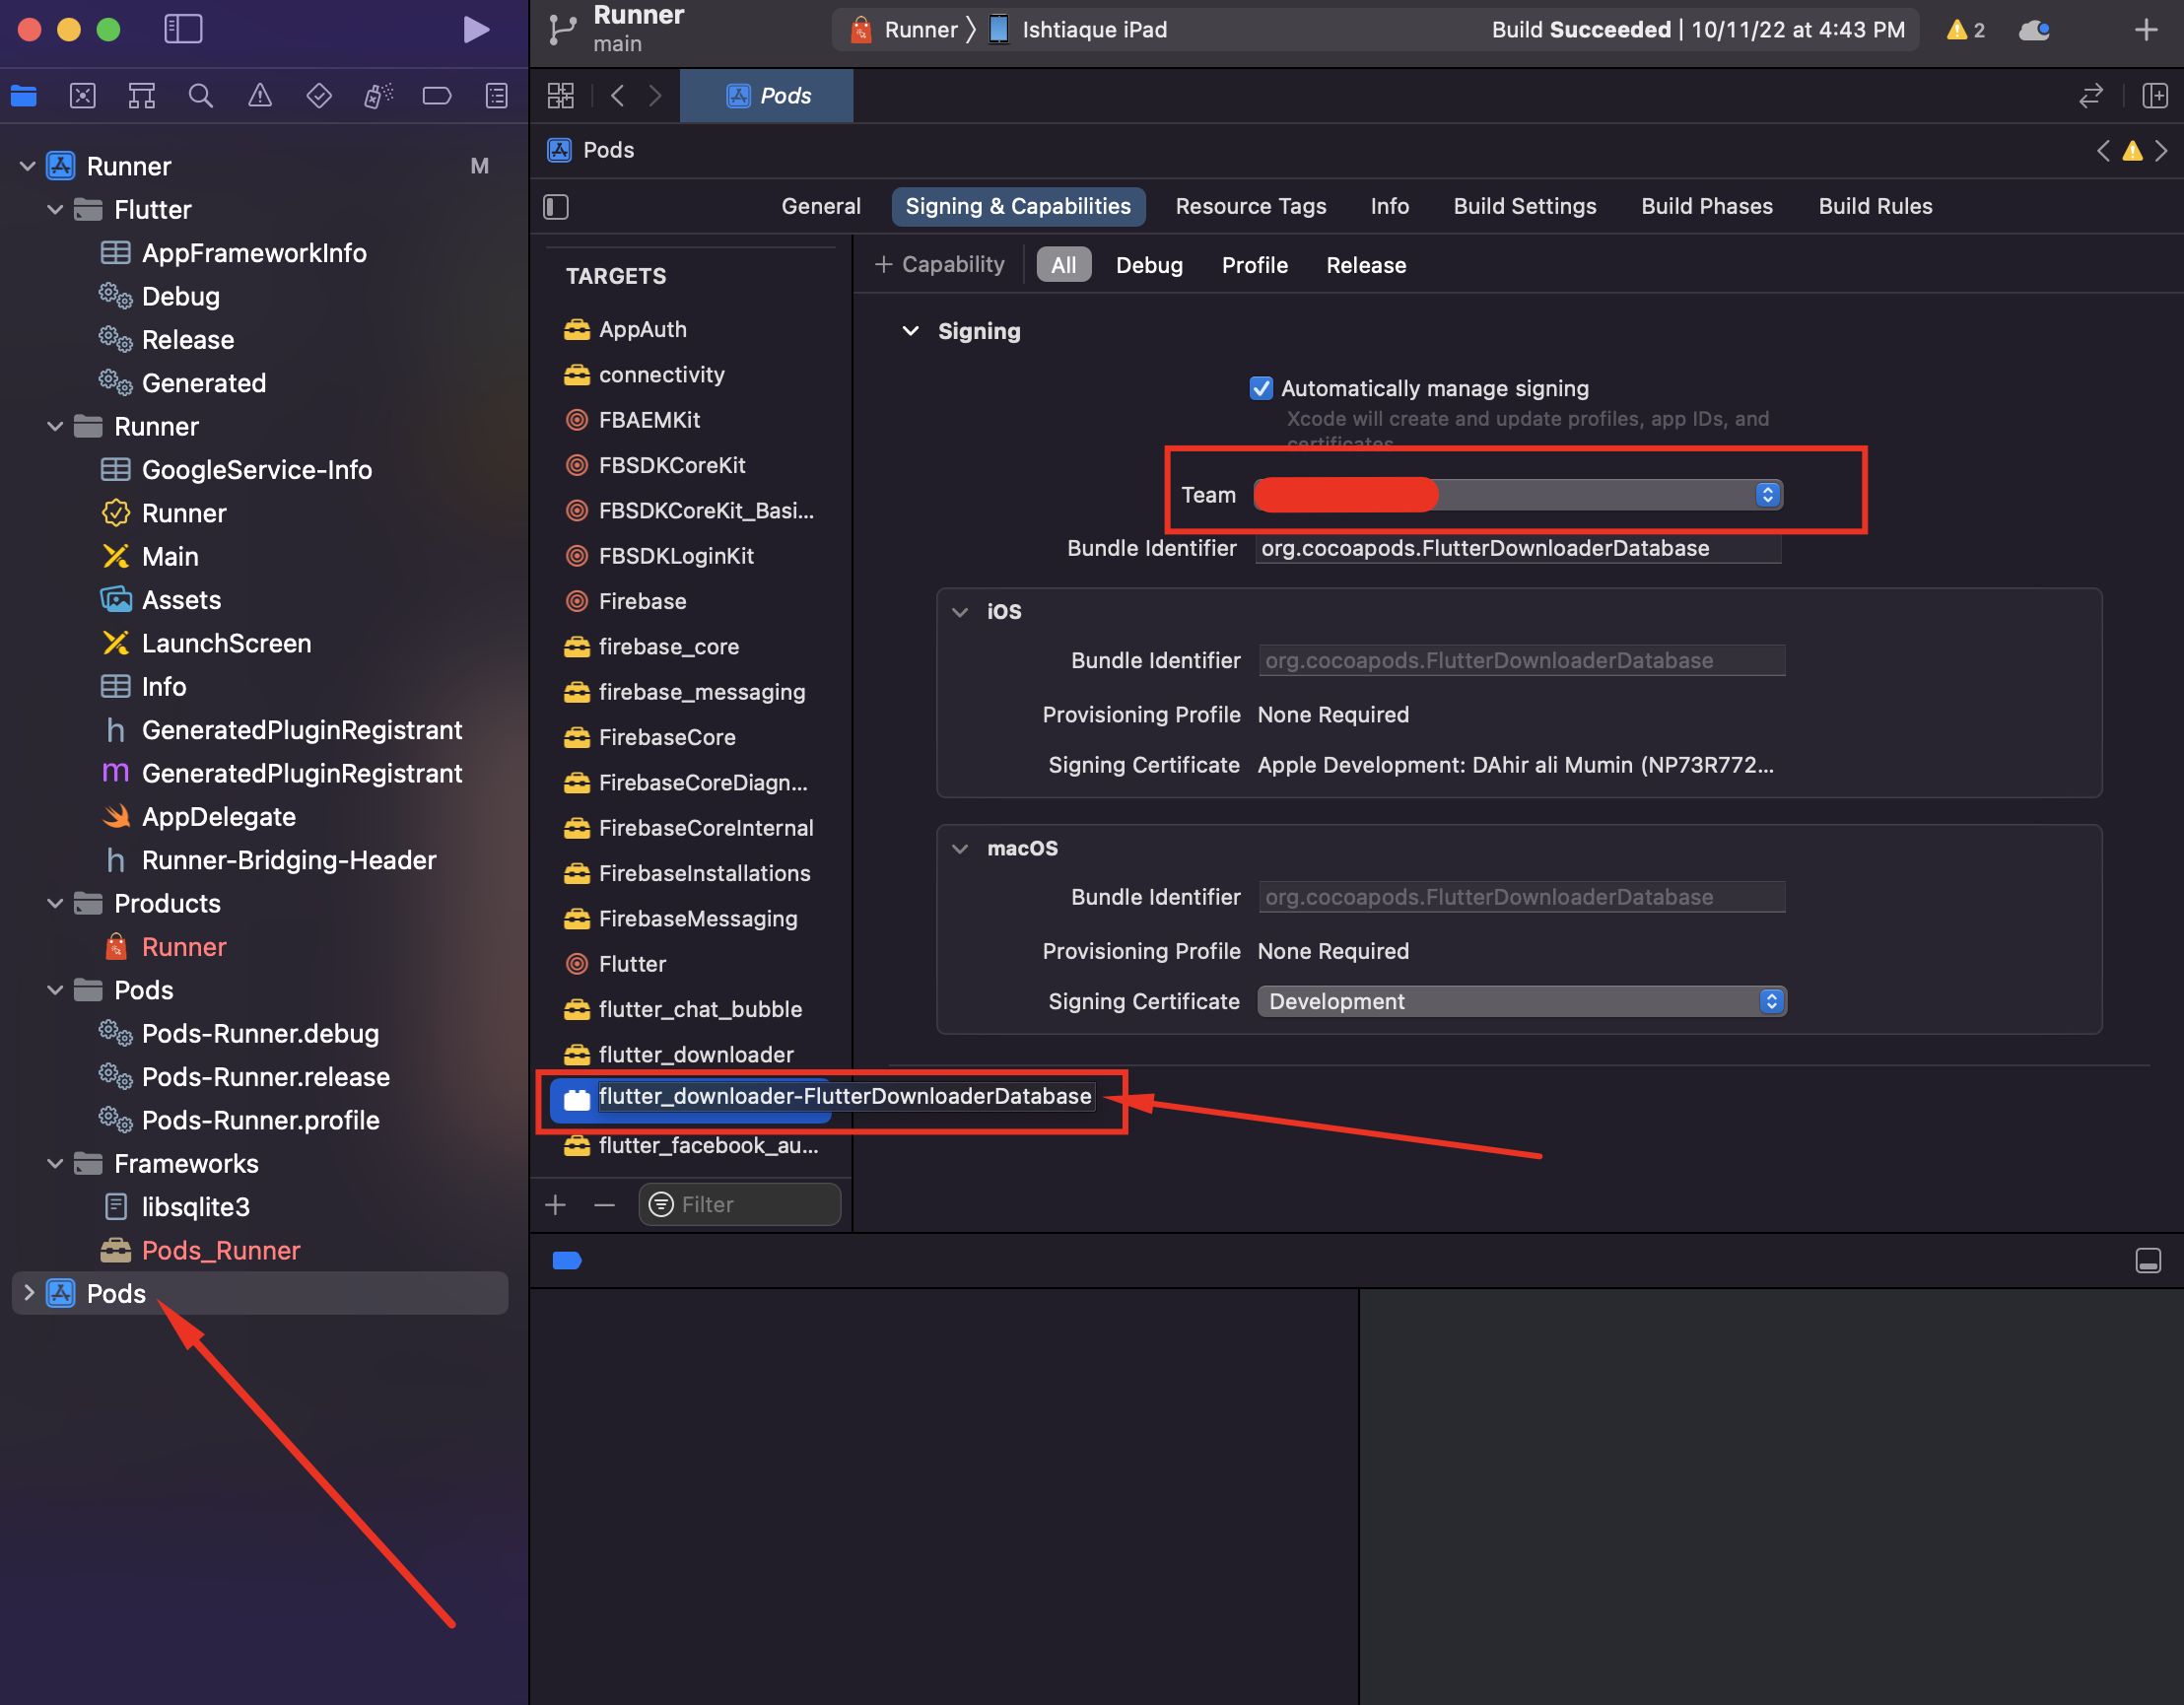 Runner
main
Runner 〉 Ishtiaque iPad
Build Succeeded | 10/11/22 at 4:43 PM
2
Pods
Pods
General
Signing & Capabilities
Resource Tags
Info
Build Settings
Build Phases
Build Rules
Runner
M
Flutter
AppFrameworkInfo
Debug
Release
Generated
Runner
GoogleService-Info
Runner
Main
Assets
LaunchScreen
Info
h GeneratedPluginRegistrant
m GeneratedPluginRegistrant
AppDelegate
h Runner-Bridging-Header
Products
Runner
Pods
Pods-Runner.debug
Pods-Runner.release
Pods-Runner.profile
Frameworks
libsqlite3
Pods_Runner
Pods
TARGETS
AppAuth
connectivity
FBAEMKit
FBSDKCoreKit
FBSDKCoreKit_Basi...
FBSDKLoginKit
Firebase
firebase_core
firebase_messaging
FirebaseCore
FirebaseCoreDiagn...
FirebaseCoreInternal
FirebaseInstallations
FirebaseMessaging
Flutter
flutter_chat_bubble
flutter_downloader
flutter_downloader-FlutterDownloaderDatabase
flutter_facebook_au...
Filter
+ Capability
All
Debug
Profile
Release
Signing
Automatically manage signing
Xcode will create and update profiles, app IDs, and
certificates.
Team
Bundle Identifier org.cocoapods.FlutterDownloaderDatabase
iOS
Bundle Identifier org.cocoapods.FlutterDownloaderDatabase
Provisioning Profile None Required
Signing Certificate Apple Development: DAhir ali Mumin (NP73R772...
macOS
Bundle Identifier org.cocoapods.FlutterDownloaderDatabase
Provisioning Profile None Required
Signing Certificate Development